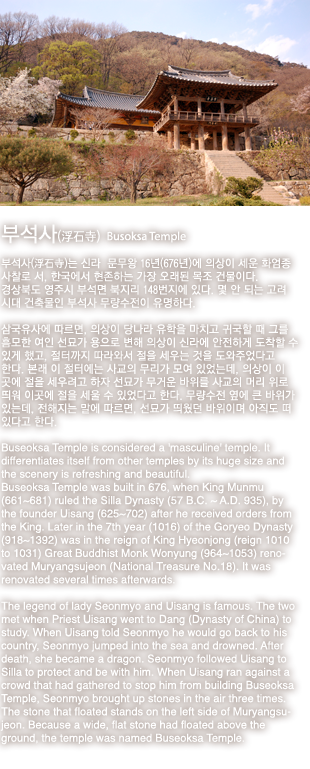 부석사(浮石寺) Busoksa Temple
부석사(浮石寺)는 신라 문무왕 16년(676년)에 의상이 세운 화엄종
사찰로 서, 한국에서 현존하는 가장 오래된 목조 건물이다.
경상북도 영주시 부석면 북지리 148번지에 있다. 몇 안 되는 고려
시대 건축물인 부석사 무량수전이 유명하다.
삼국유사에 따르면, 의상이 당나라 유학을 마치고 귀국할 때 그를
흠모한 여인 선묘가 용으로 변해 의상이 신라에 안전하게 도착할 수
있게 했고, 절터까지 따라와서 절을 세우는 것을 도와주었다고
한다. 본래 이 절터에는 사교의 무리가 모여 있었는데, 의상이 이
곳에 절을 세우려고 하자 선묘가 무거운 바위를 사교의 머리 위로
띄워 이곳에 절을 세울 수 있었다고 한다. 무량수전 옆에 큰 바위가
있는데, 전해지는 말에 따르면, 선묘가 띄웠던 바위이며 아직도 떠
있다고 한다.
Buseoksa Temple is considered a 'masculine' temple. It
differentiates itself from other temples by its huge size and
the scenery is refreshing and beautiful.
Buseoksa Temple was built in 676, when King Munmu
(661~681) ruled the Silla Dynasty (57 B.C. – A.D. 935), by
the founder Uisang (625~702) after he received orders from
the King. Later in the 7th year (1016) of the Goryeo Dynasty
(918~1392) was in the reign of King Hyeonjong (reign 1010
to 1031) Great Buddhist Monk Wonyung (964~1053) reno-
vated Muryangsujeon (National Treasure No.18). It was
renovated several times afterwards.
The legend of lady Seonmyo and Uisang is famous. The two
met when Priest Uisang went to Dang (Dynasty of China) to
study. When Uisang told Seonmyo he would go back to his
country, Seonmyo jumped into the sea and drowned. After
death, she became a dragon. Seonmyo followed Uisang to
Silla to protect and be with him. When Uisang ran against a
crowd that had gathered to stop him from building Buseoksa
Temple, Seonmyo brought up stones in the air three times.
The stone that floated stands on the left side of Muryangsu-
jeon. Because a wide, flat stone had floated above the
ground, the temple was named Buseoksa Temple.